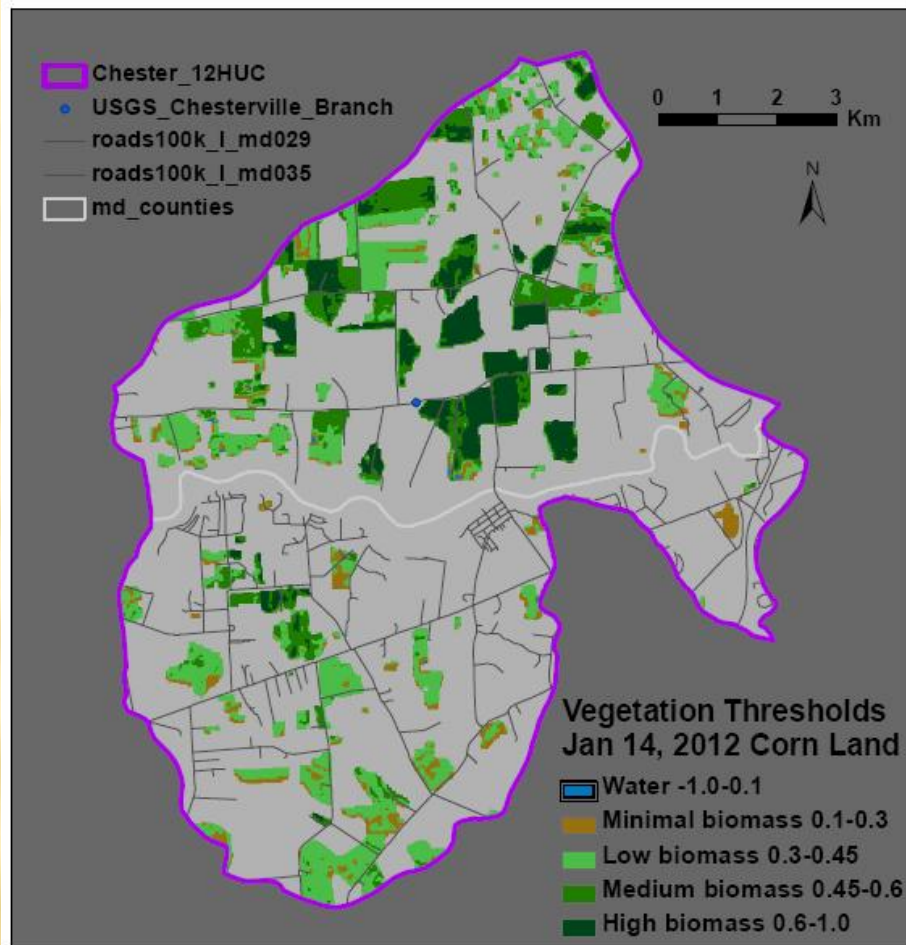 Chester_12HUC
USGS_Chesterville_Branch
roads100k_l_md029
roads100k_l_md035
md_counties
0 1 2 3
Km
N
Vegetation Thresholds
Jan 14, 2012 Corn Land
Water -1.0-0.1
Minimal biomass 0.1-0.3
Low biomass 0.3-0.45
Medium biomass 0.45-0.6
High biomass 0.6-1.0